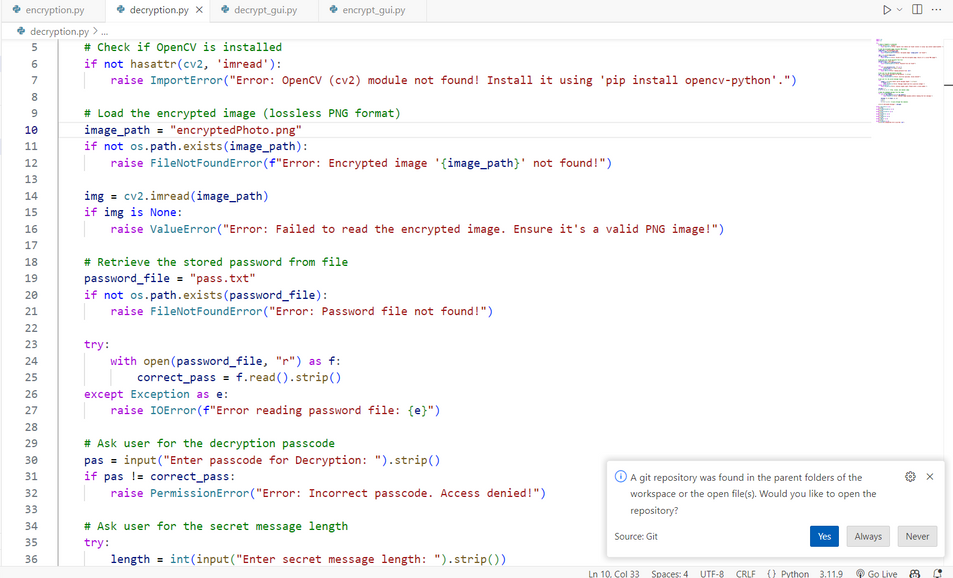 encryption.py
decryption.py
decrypt_gui.py
encrypt_gui.py
decryption.py > ...
5 # Check if OpenCV is installed
6 if not hasattr(cv2, 'imread'):
7 raise ImportError("Error: OpenCV (cv2) module not found! Install it using 'pip install opencv-python'.")
8
9 # Load the encrypted image (lossless PNG format)
10 image_path = "encryptedPhoto.png"
11 if not os.path.exists(image_path):
12 raise FileNotFoundError(f"Error: Encrypted image '{image_path}' not found!")
13
14 img = cv2.imread(image_path)
15 if img is None:
16 raise ValueError("Error: Failed to read the encrypted image. Ensure it's a valid PNG image!")
17
18 # Retrieve the stored password from file
19 password_file = "pass.txt"
20 if not os.path.exists(password_file):
21 raise FileNotFoundError("Error: Password file not found!")
22
23 try:
24 with open(password_file, "r") as f:
25 correct_pass = f.read().strip()
26 except Exception as e:
27 raise IOError(f"Error reading password file: {e}")
28
29 # Ask user for the decryption passcode
30 pas = input("Enter passcode for Decryption: ").strip()
31 if pas != correct_pass:
32 raise PermissionError("Error: Incorrect passcode. Access denied!")
33
34 # Ask user for the secret message length
35 try:
36 length = int(input("Enter secret message length: ").strip())
A git repository was found in the parent folders of the
workspace or the open file(s). Would you like to open the
repository?
Source: Git
Yes
Always
Never
Ln 10, Col 33
Spaces: 4
UTF-8
CRLF
{ } Python
3.11.9
Go Live